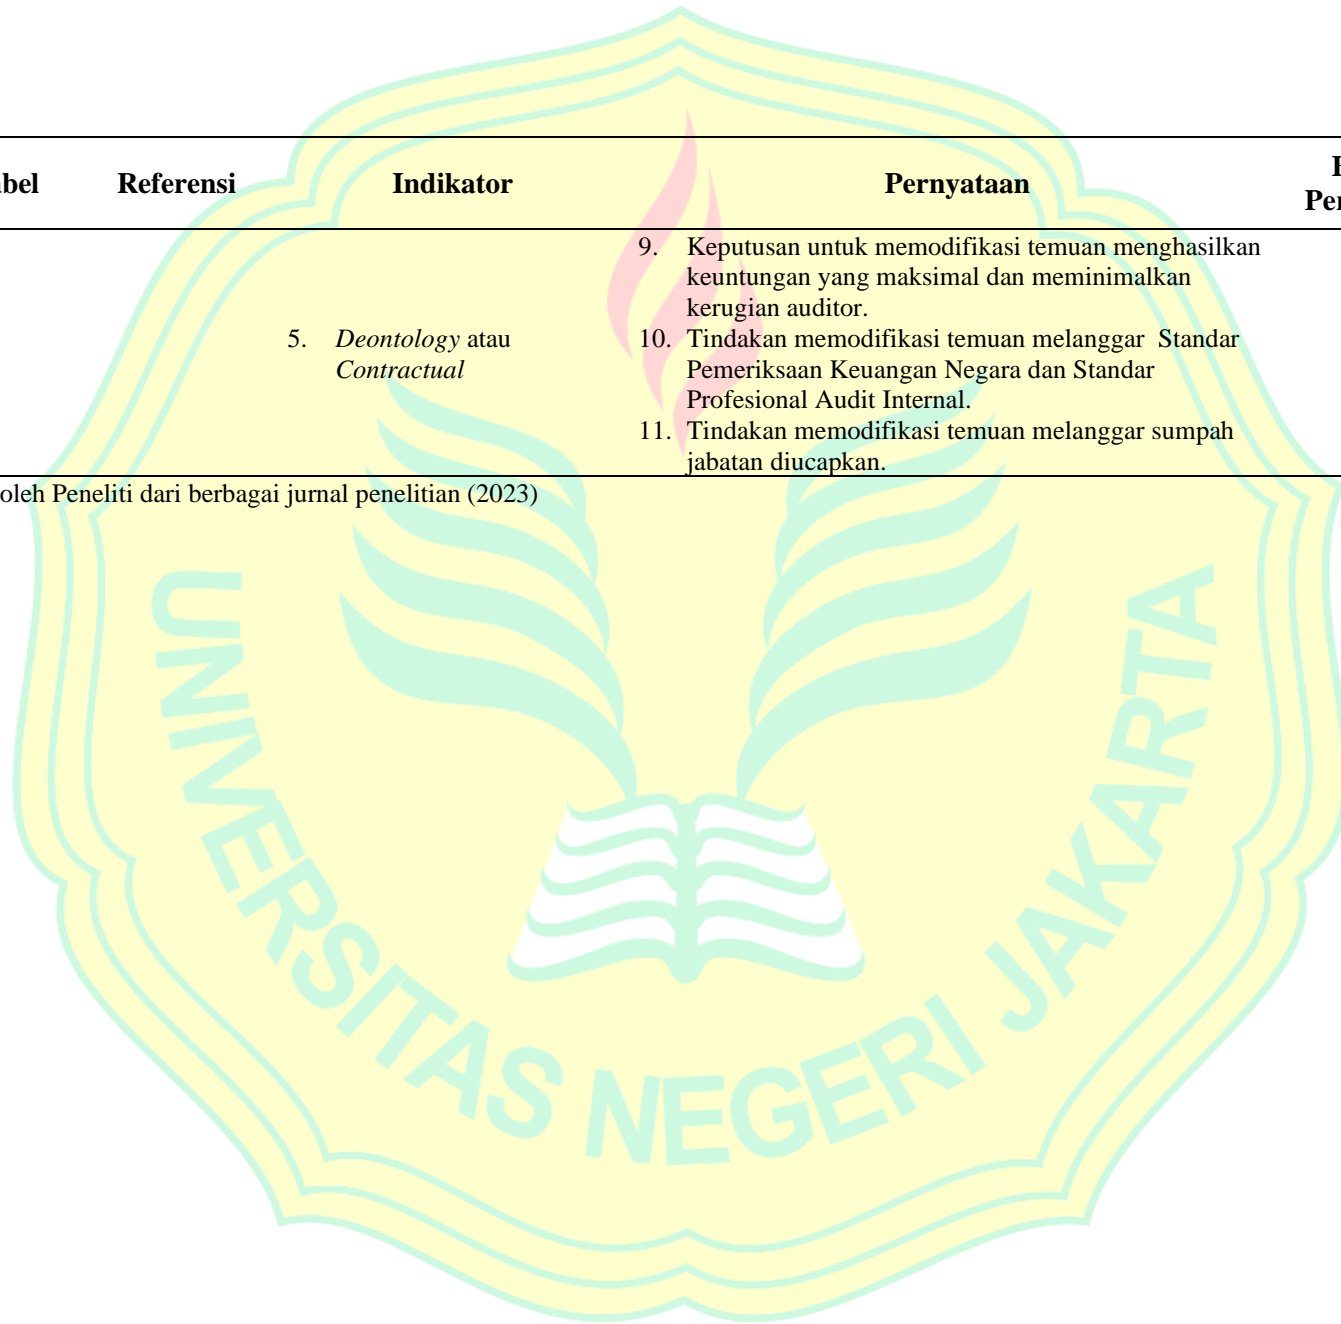 bel Referensi Indikator Pernyataan
Per
9. Keputusan untuk memodifikasi temuan menghasilkan
keuntungan yang maksimal dan meminimalkan
kerugian auditor.
5. Deontology atau
Contractual
10. Tindakan memodifikasi temuan melanggar Standar
Pemeriksaan Keuangan Negara dan Standar
Profesional Audit Internal.
11. Tindakan memodifikasi temuan melanggar sumpah
jabatan diucapkan.
oleh Peneliti dari berbagai jurnal penelitian (2023)
UNIVERSITAS NEGERI JAKARTA